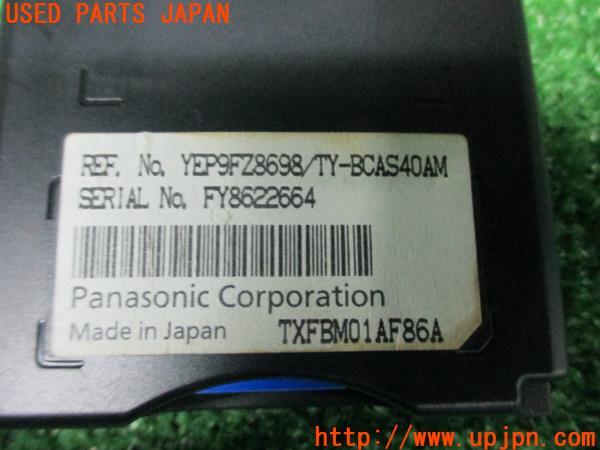 USED PARTS JAPAN
REF. No. YEP9FZ8698/TY-BCAS40AM
SERIAL No. FY8622664
Panasonic Corporation
Made in Japan TXFBM01AF86A
http://www.upjpn.com